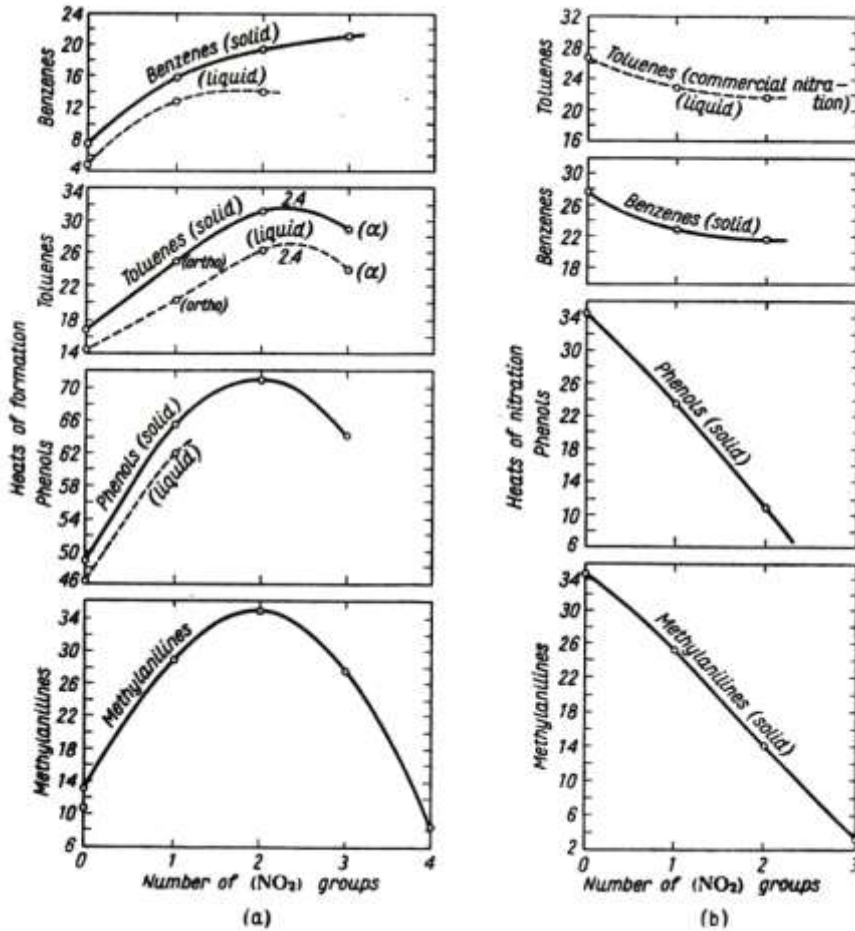 Benzenes
24
20
16
12
8
4
Benzenes (solid)
(liquid)
Toluenes
34
30
26
22
18
14
Toluenes (solid)
2.4
(α)
(ortho)
(liquid)
2.4
(α)
(ortho)
Heats of formation
Phenols
70
66
62
58
54
50
46
Phenols (solid)
(liquid)
Methylanilines
34
30
26
22
18
14
10
6
Methylanilines
0 1 2 3 4
Number of (NO₂) groups
(a)
Toluenes
32
28
24
20
16
Toluenes (commercial nitra-
tion)
(liquid)
Benzenes
30
26
22
18
Benzenes (solid)
Heats of nitration
Phenols
34
30
26
22
18
14
10
6
Phenols (solid)
Methylanilines
34
30
26
22
18
14
10
6
2
Methylanilines (solid)
0 1 2 3
Number of (NO₂) groups
(b)